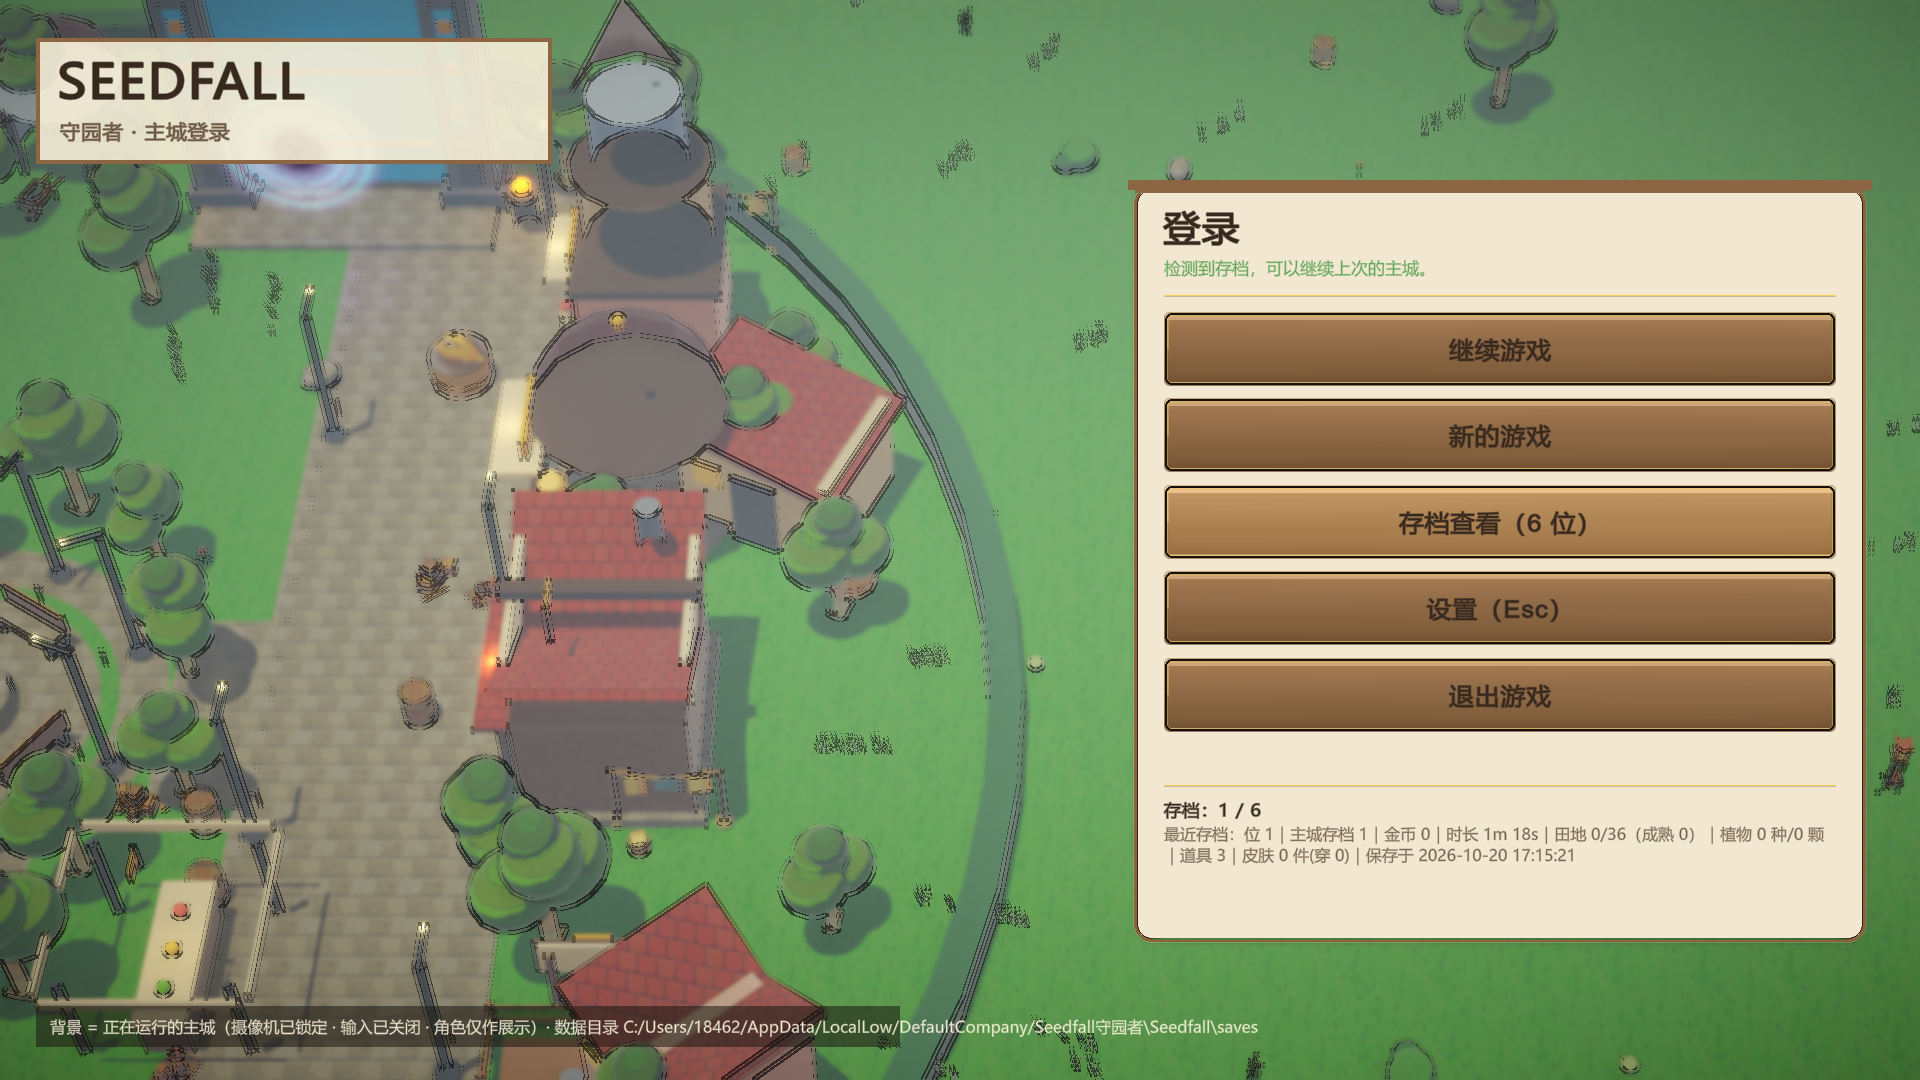 SEEDFALL
守园者 · 主城登录
登录
检测到存档，可以继续上次的主城。
继续游戏
新的游戏
存档查看（6 位）
设置（Esc）
退出游戏
存档：1 / 6
最近存档：位 1｜主城存档 1｜金币 0｜时长 1m 18s｜田地 0/36（成熟 0）｜植物 0 种/0 颗
｜道具 3｜皮肤 0 件(穿 0)｜保存于 2026-10-20 17:15:21
背景 = 正在运行的主城（摄像机已锁定 · 输入已关闭 · 角色仅作展示）· 数据目录 C:/Users/18462/AppData/LocalLow/DefaultCompany/Seedfall守园者\Seedfall\saves